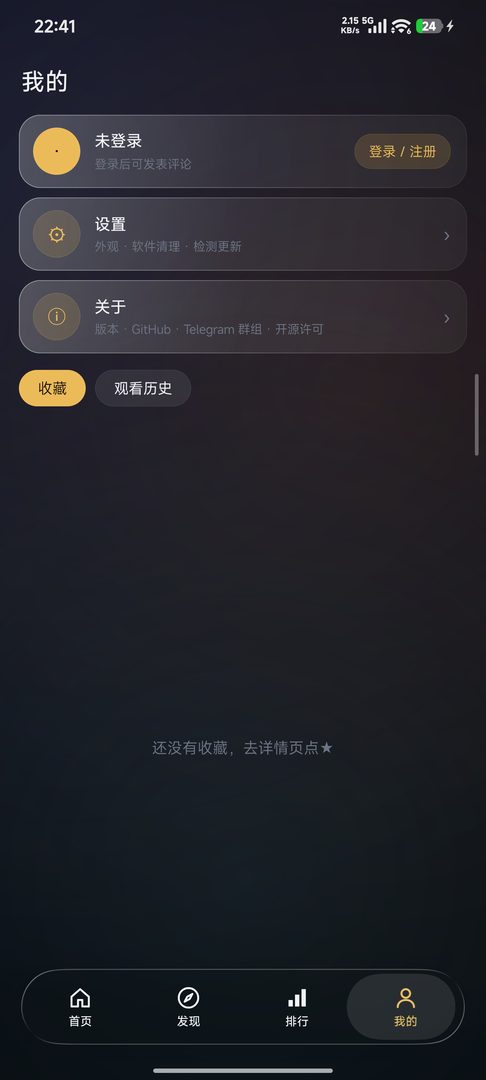 22:41
2.15 5G
KB/s
6
24
我的
未登录
登录后可发表评论
登录 / 注册
设置
外观 · 软件清理 · 检测更新
关于
版本 · GitHub · Telegram 群组 · 开源许可
收藏
观看历史
还没有收藏，去详情页点★
首页
发现
排行
我的